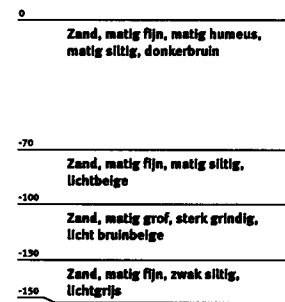 0
Zand, matig fijn, matig humeus,
matig siltig, donkerbruin
-70
Zand, matig fijn, matig siltig,
lichtbeige
-100
Zand, matig grof, sterk grindig,
licht bruinbeige
-130
Zand, matig fijn, zwak siltig,
lichtgrijs
-150